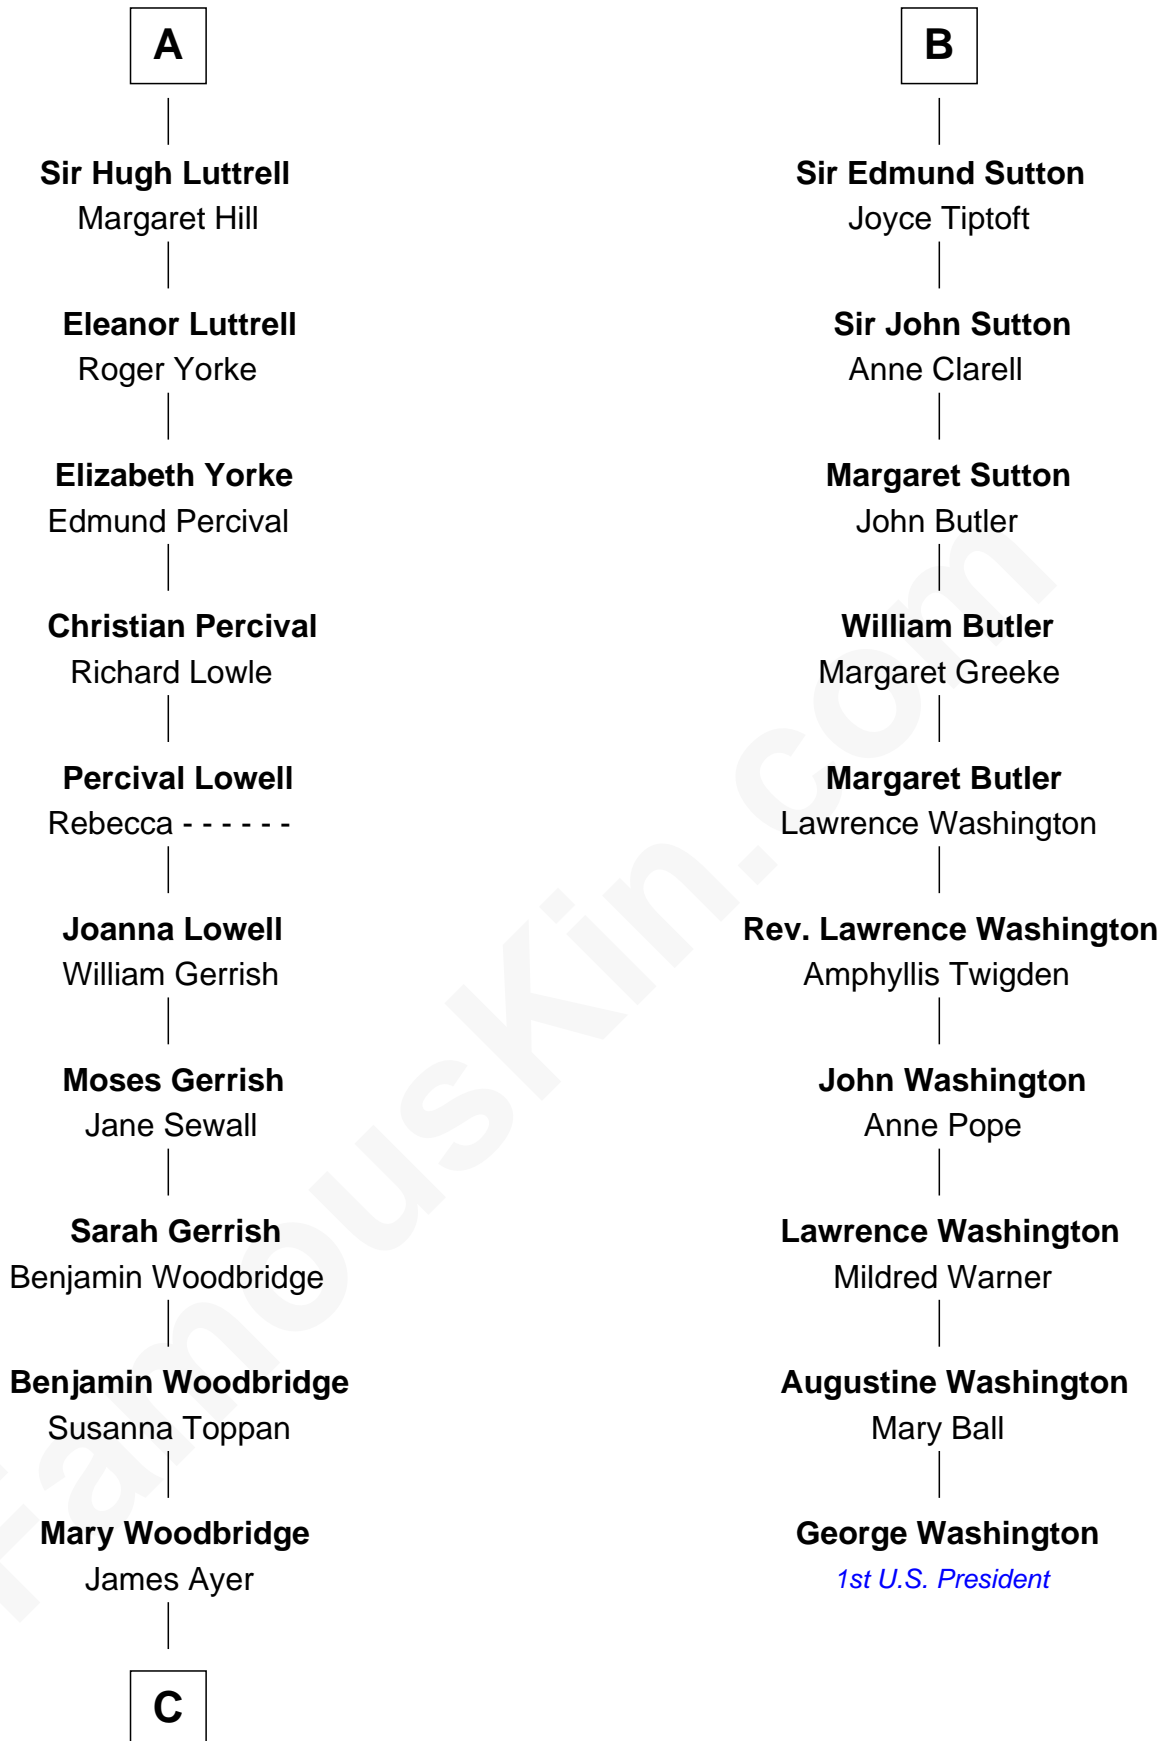 A
Sir Hugh Luttrell
Margaret Hill
Eleanor Luttrell
Roger Yorke
Elizabeth Yorke
Edmund Percival
Christian Percival
Richard Lowle
Percival Lowell
Rebecca - - - - - -
Joanna Lowell
William Gerrish
Moses Gerrish
Jane Sewall
Sarah Gerrish
Benjamin Woodbridge
Benjamin Woodbridge
Susanna Toppan
Mary Woodbridge
James Ayer
C
B
Sir Edmund Sutton
Joyce Tiptoft
Sir John Sutton
Anne Clarell
Margaret Sutton
John Butler
William Butler
Margaret Greeke
Margaret Butler
Lawrence Washington
Rev. Lawrence Washington
Amphyllis Twigden
John Washington
Anne Pope
Lawrence Washington
Mildred Warner
Augustine Washington
Mary Ball
George Washington
1st U.S. President
FamousKin.com